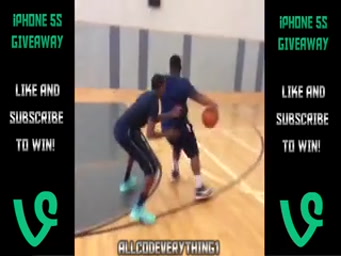 iPHONE 5S
GIVEAWAY
LIKE AND
SUBSCRIBE
TO WIN!
iPHONE 5S
GIVEAWAY
LIKE AND
SUBSCRIBE
TO WIN!
ALLCODEVERYTHING1